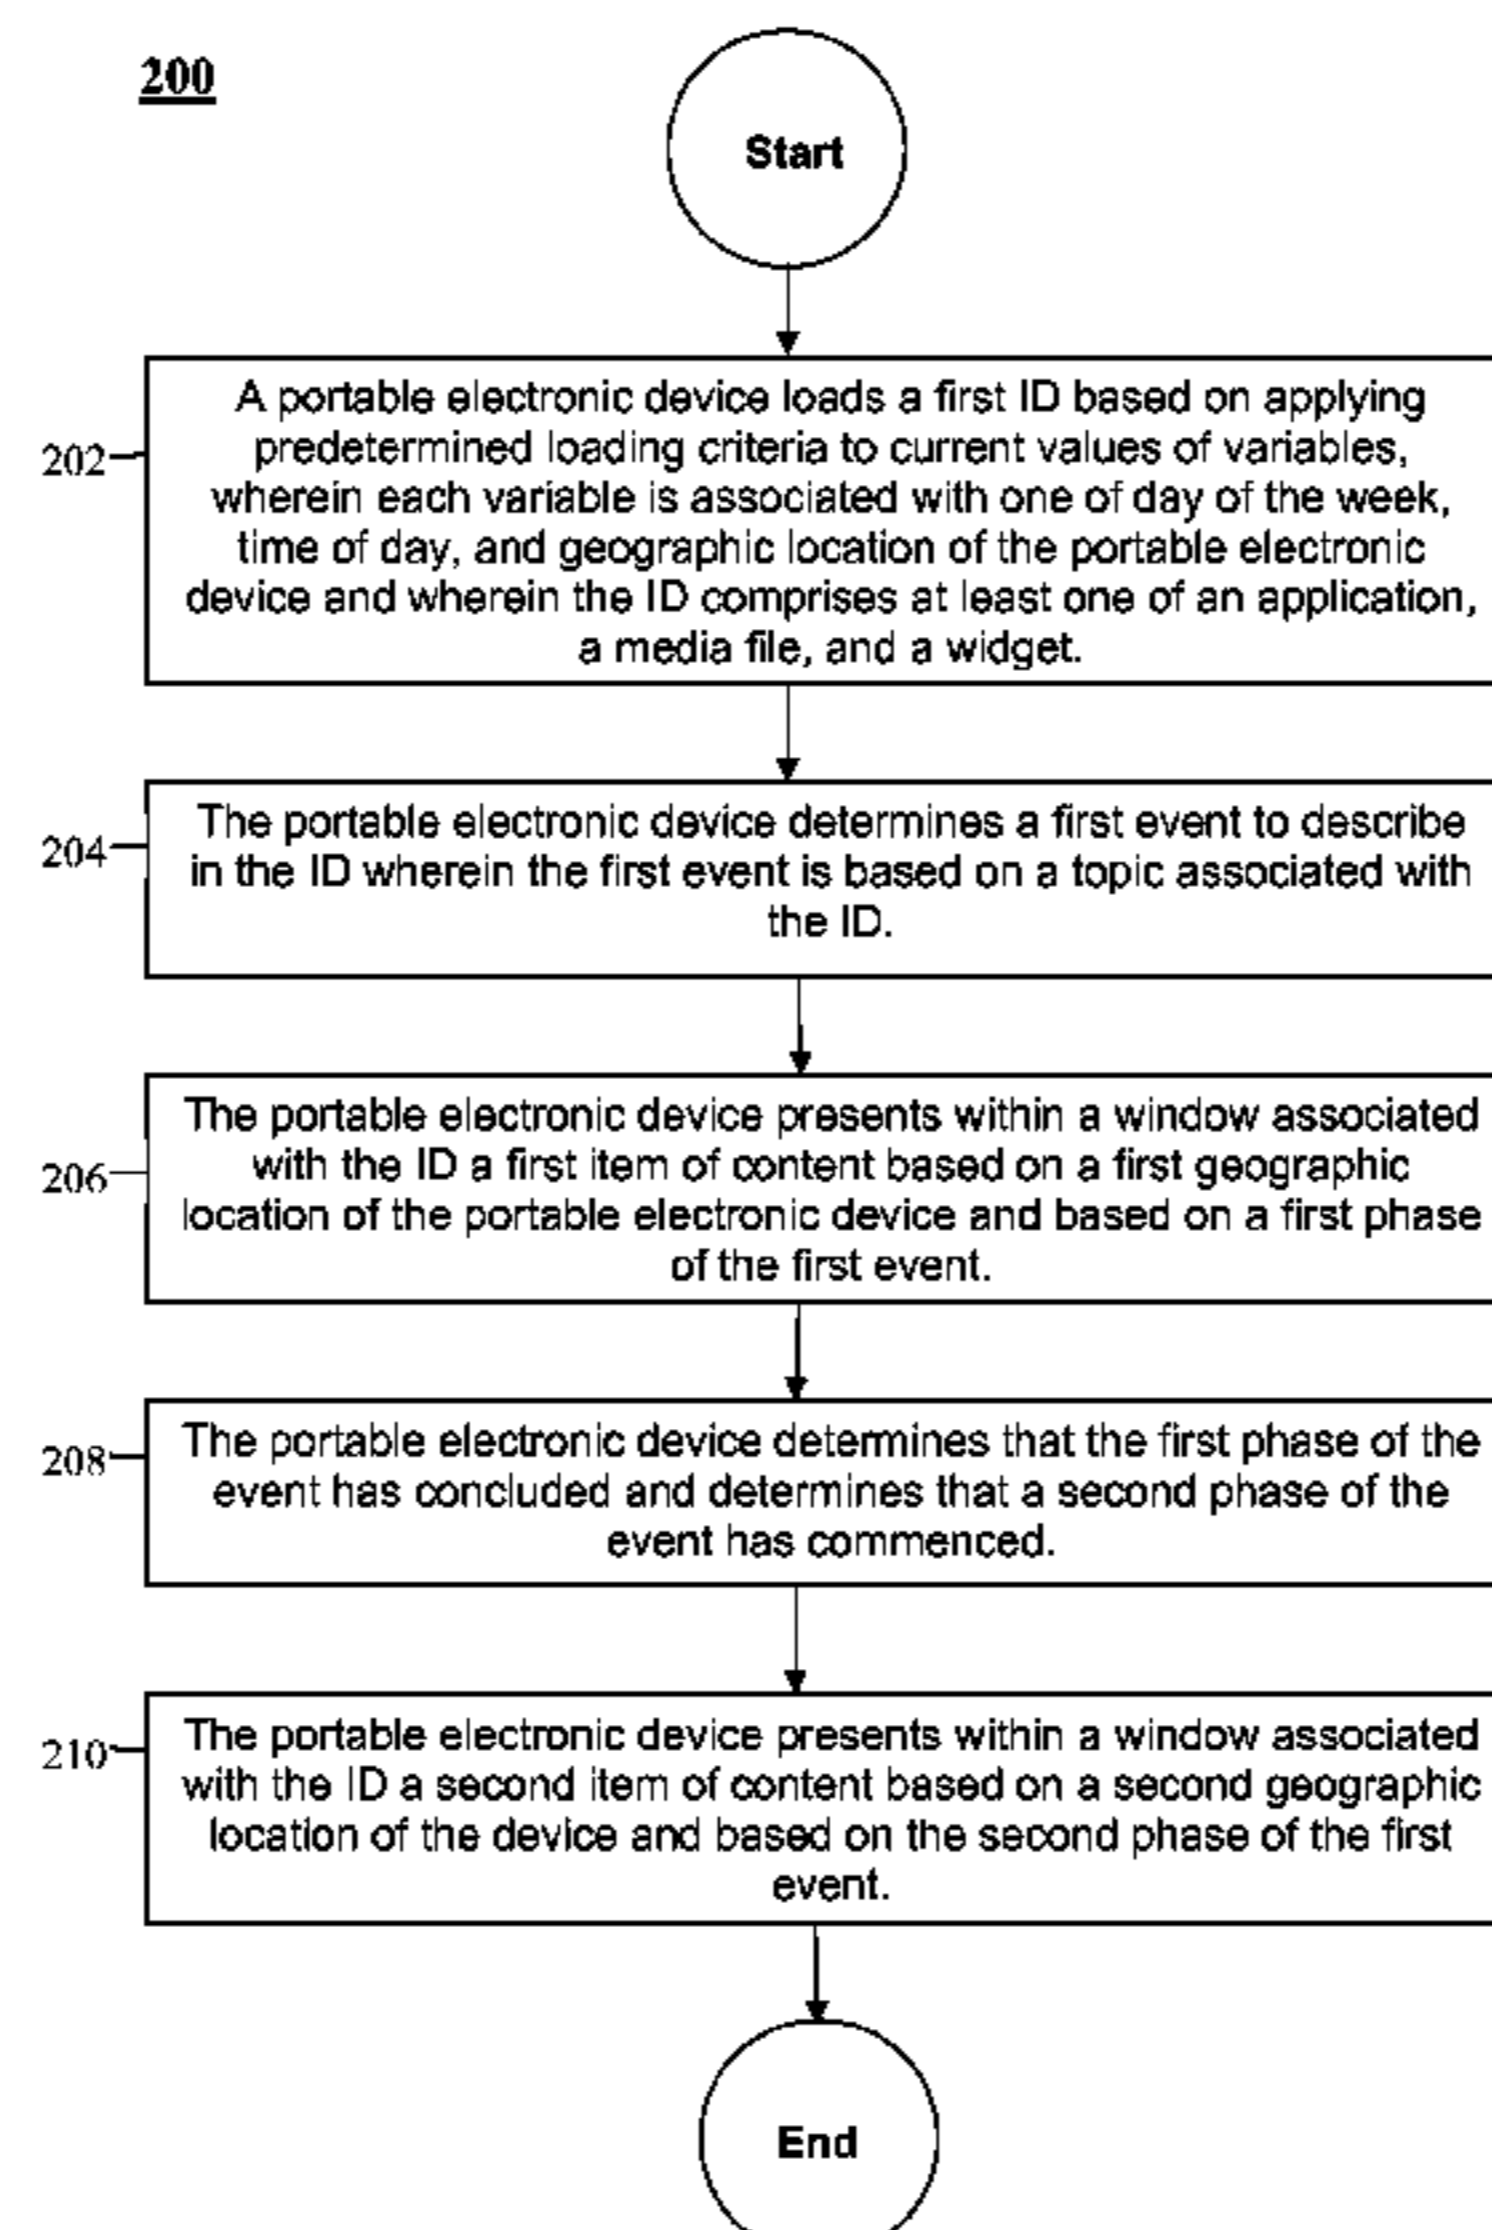 200
Start
202
A portable electronic device loads a first ID based on applying
predetermined loading criteria to current values of variables,
wherein each variable is associated with one of day of the week,
time of day, and geographic location of the portable electronic
device and wherein the ID comprises at least one of an application,
a media file, and a widget.
204
The portable electronic device determines a first event to describe
in the ID wherein the first event is based on a topic associated with
the ID.
206
The portable electronic device presents within a window associated
with the ID a first item of content based on a first geographic
location of the portable electronic device and based on a first phase
of the first event.
208
The portable electronic device determines that the first phase of the
event has concluded and determines that a second phase of the
event has commenced.
210
The portable electronic device presents within a window associated
with the ID a second item of content based on a second geographic
location of the device and based on the second phase of the first
event.
End